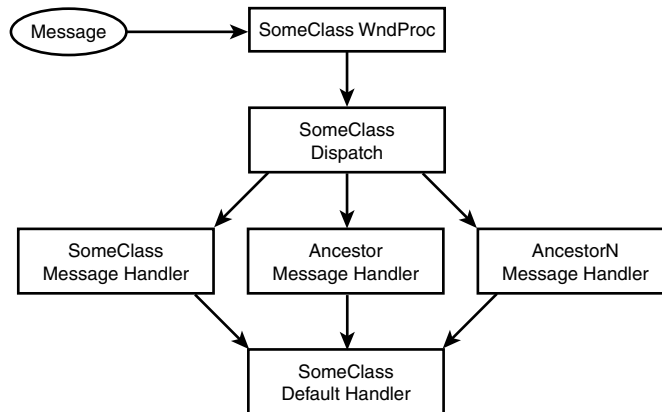 Message
SomeClass WndProc
SomeClass
Dispatch
SomeClass
Message Handler
Ancestor
Message Handler
AncestorN
Message Handler
SomeClass
Default Handler